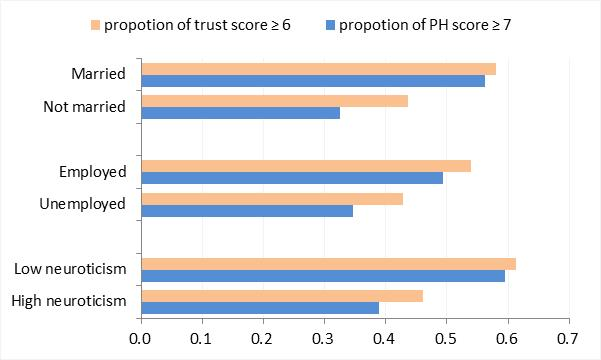 propotion of trust score ≥ 6 propotion of PH score ≥ 7
Married
Not married
Employed
Unemployed
Low neuroticism
High neuroticism
0.0 0.1 0.2 0.3 0.4 0.5 0.6 0.7